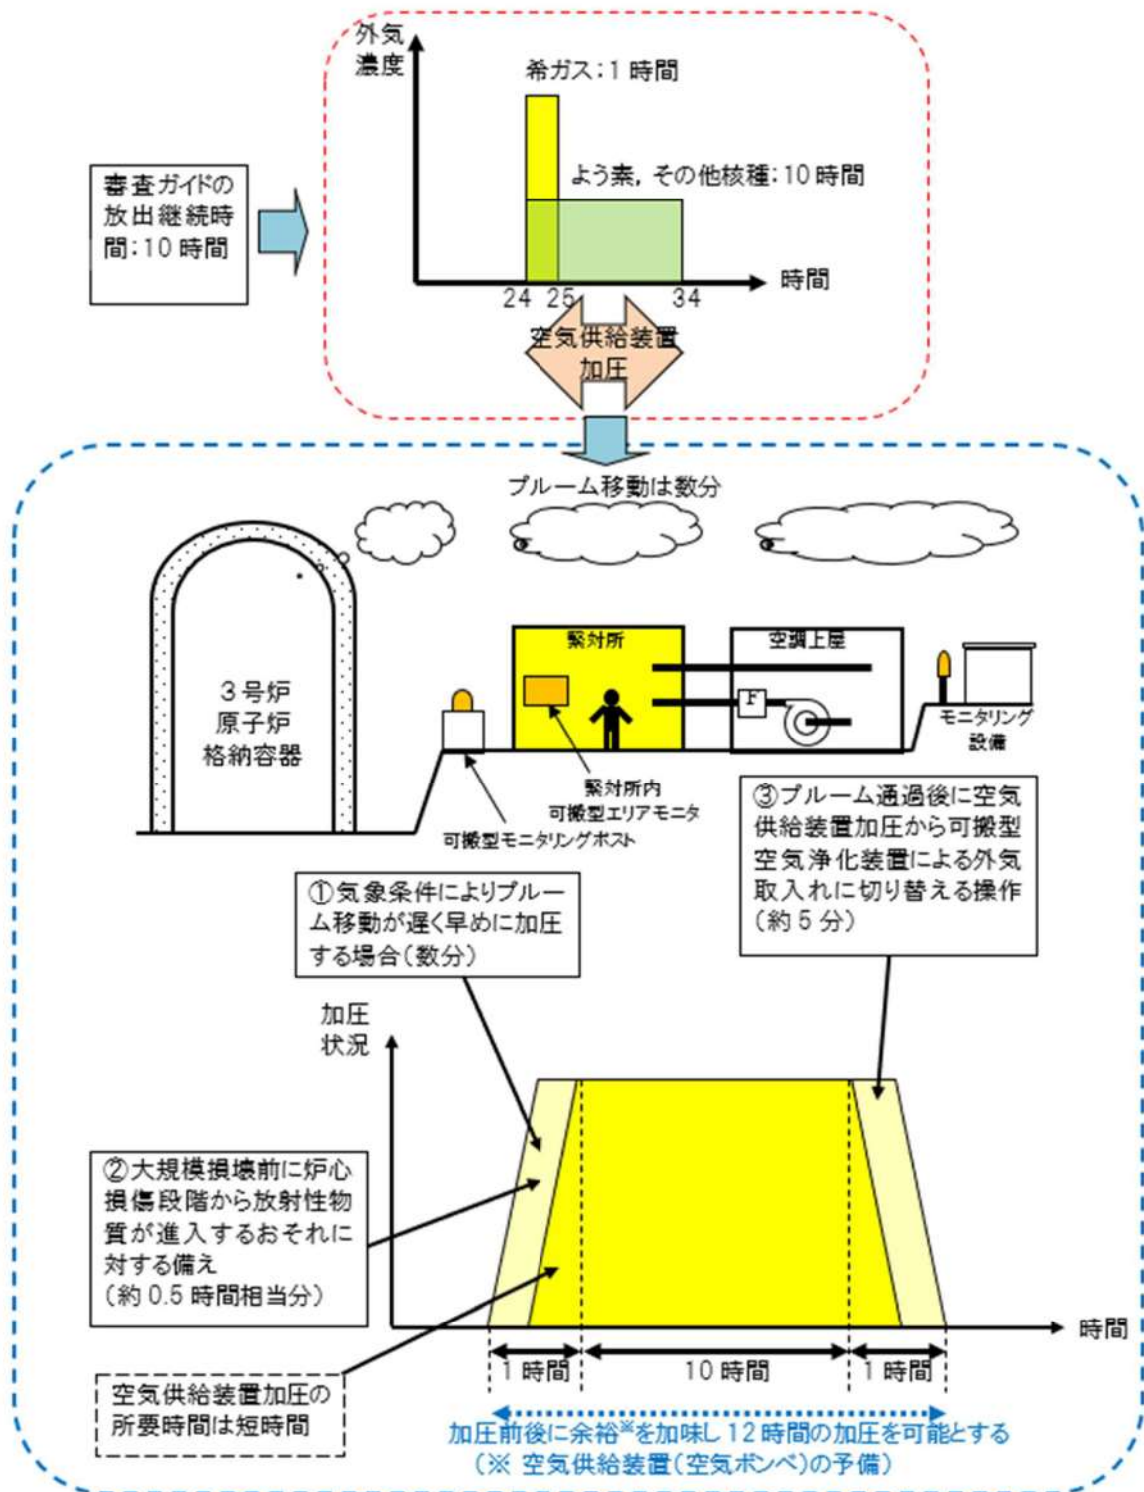 外気
濃度
希ガス：1 時間
よう素，その他核種：10 時間
審査ガイドの
放出継続時
間：10 時間
時間
24 25 34
空気供給装置
加圧
プルーム移動は数分
緊対所
空調上屋
F
3号炉
原子炉
格納容器
モニタリング
設備
緊対所内
可搬型エリアモニタ
可搬型モニタリングポスト
③プルーム通過後に空気
供給装置加圧から可搬型
空気浄化装置による外気
取入れに切り替える操作
（約5分）
①気象条件によりプルー
ム移動が遅く早めに加圧
する場合（数分）
加圧
状況
②大規模損壊前に炉心
損傷段階から放射性物
質が進入するおそれに
対する備え
（約0.5時間相当分）
時間
1 時間 10 時間 1 時間
空気供給装置加圧の
所要時間は短時間
加圧前後に余裕※を加味し12時間の加圧を可能とする
（※ 空気供給装置（空気ボンベ）の予備）